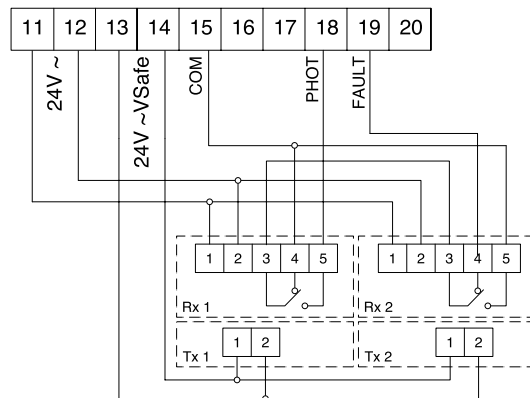 11 12 13 14 15 16 17 18 19 20
24V ~
24V ~VSafe
COM
PHOT
FAULT
1 2 3 4 5
1 2 3 4 5
Rx 1
Rx 2
1 2
1 2
Tx 1
Tx 2